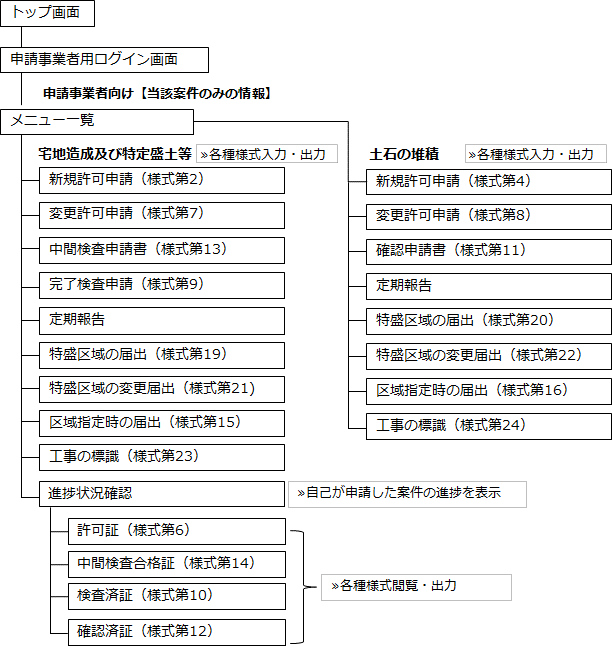 トップ画面
申請事業者用ログイン画面
申請事業者向け【当該案件のみの情報】
メニュー一覧
宅地造成及び特定盛土等
»各種様式入力・出力
新規許可申請（様式第2）
変更許可申請（様式第7）
中間検査申請書（様式第13）
完了検査申請（様式第9）
定期報告
特盛区域の届出（様式第19）
特盛区域の変更届出（様式第21)
区域指定時の届出（様式第15）
工事の標識（様式第23）
土石の堆積
»各種様式入力・出力
新規許可申請（様式第4）
変更許可申請（様式第8）
確認申請書（様式第11）
定期報告
特盛区域の届出（様式第20）
特盛区域の変更届出（様式第22）
区域指定時の届出（様式第16）
工事の標識（様式第24）
進捗状況確認
»自己が申請した案件の進捗を表示
許可証（様式第6）
中間検査合格証（様式第14）
検査済証（様式第10）
確認済証（様式第12）
»各種様式閲覧・出力